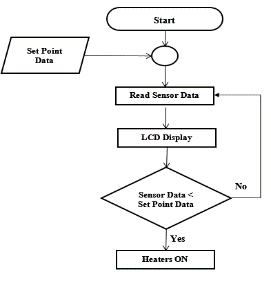 Start
Set Point
Data
Read Sensor Data
LCD Display
Sensor Data <
Set Point Data
No
Yes
Heaters ON